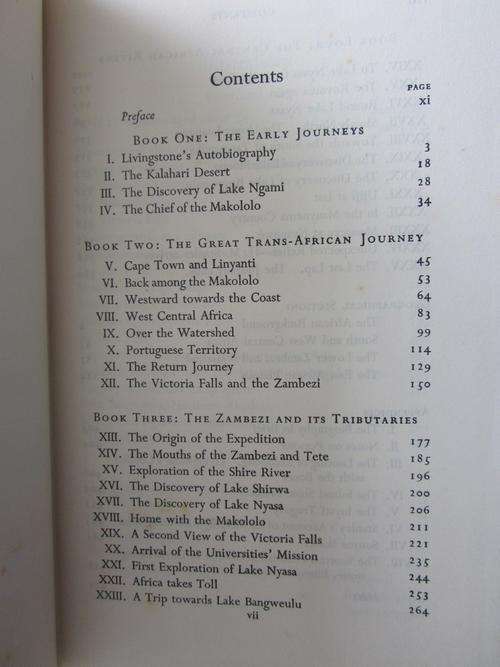 Contents
PAGE
Preface xi
BOOK ONE: THE EARLY JOURNEYS
I. Livingstone's Autobiography 3
II. The Kalahari Desert 18
III. The Discovery of Lake Ngami 28
IV. The Chief of the Makololo 34
BOOK TWO: THE GREAT TRANS-AFRICAN JOURNEY
V. Cape Town and Linyanti 45
VI. Back among the Makololo 53
VII. Westward towards the Coast 64
VIII. West Central Africa 83
IX. Over the Watershed 99
X. Portuguese Territory 114
XI. The Return Journey 129
XII. The Victoria Falls and the Zambezi 150
BOOK THREE: THE ZAMBEZI AND ITS TRIBUTARIES
XIII. The Origin of the Expedition 177
XIV. The Mouths of the Zambezi and Tete 185
XV. Exploration of the Shire River 196
XVI. The Discovery of Lake Shirwa 200
XVII. The Discovery of Lake Nyasa 206
XVIII. Home with the Makololo 211
XIX. A Second View of the Victoria Falls 221
XX. Arrival of the Universities' Mission 235
XXI. First Exploration of Lake Nyasa 244
XXII. Africa takes Toll 253
XXIII. A Trip towards Lake Bangweulu 264
vii